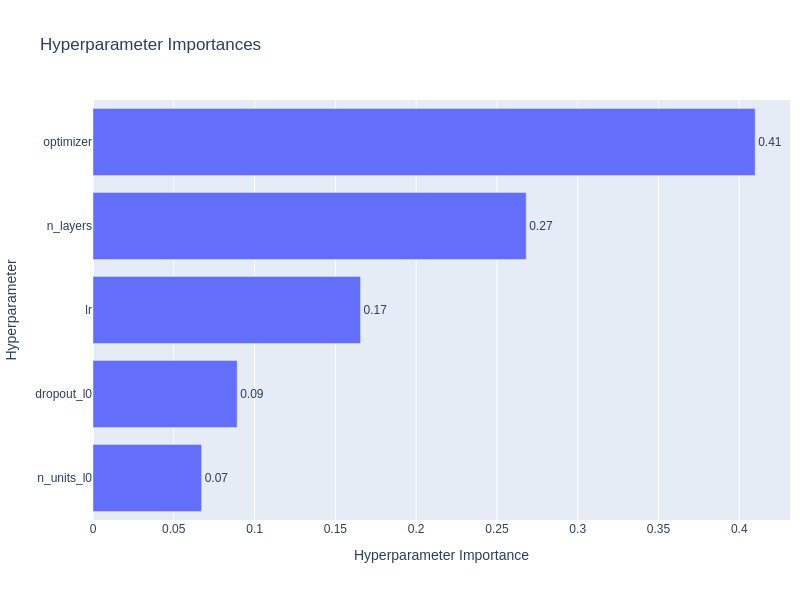 Hyperparameter Importances
Hyperparameter
optimizer
0.41
n_layers
0.27
lr
0.17
dropout_l0
0.09
n_units_l0
0.07
0
0.05
0.1
0.15
0.2
0.25
0.3
0.35
0.4
Hyperparameter Importance